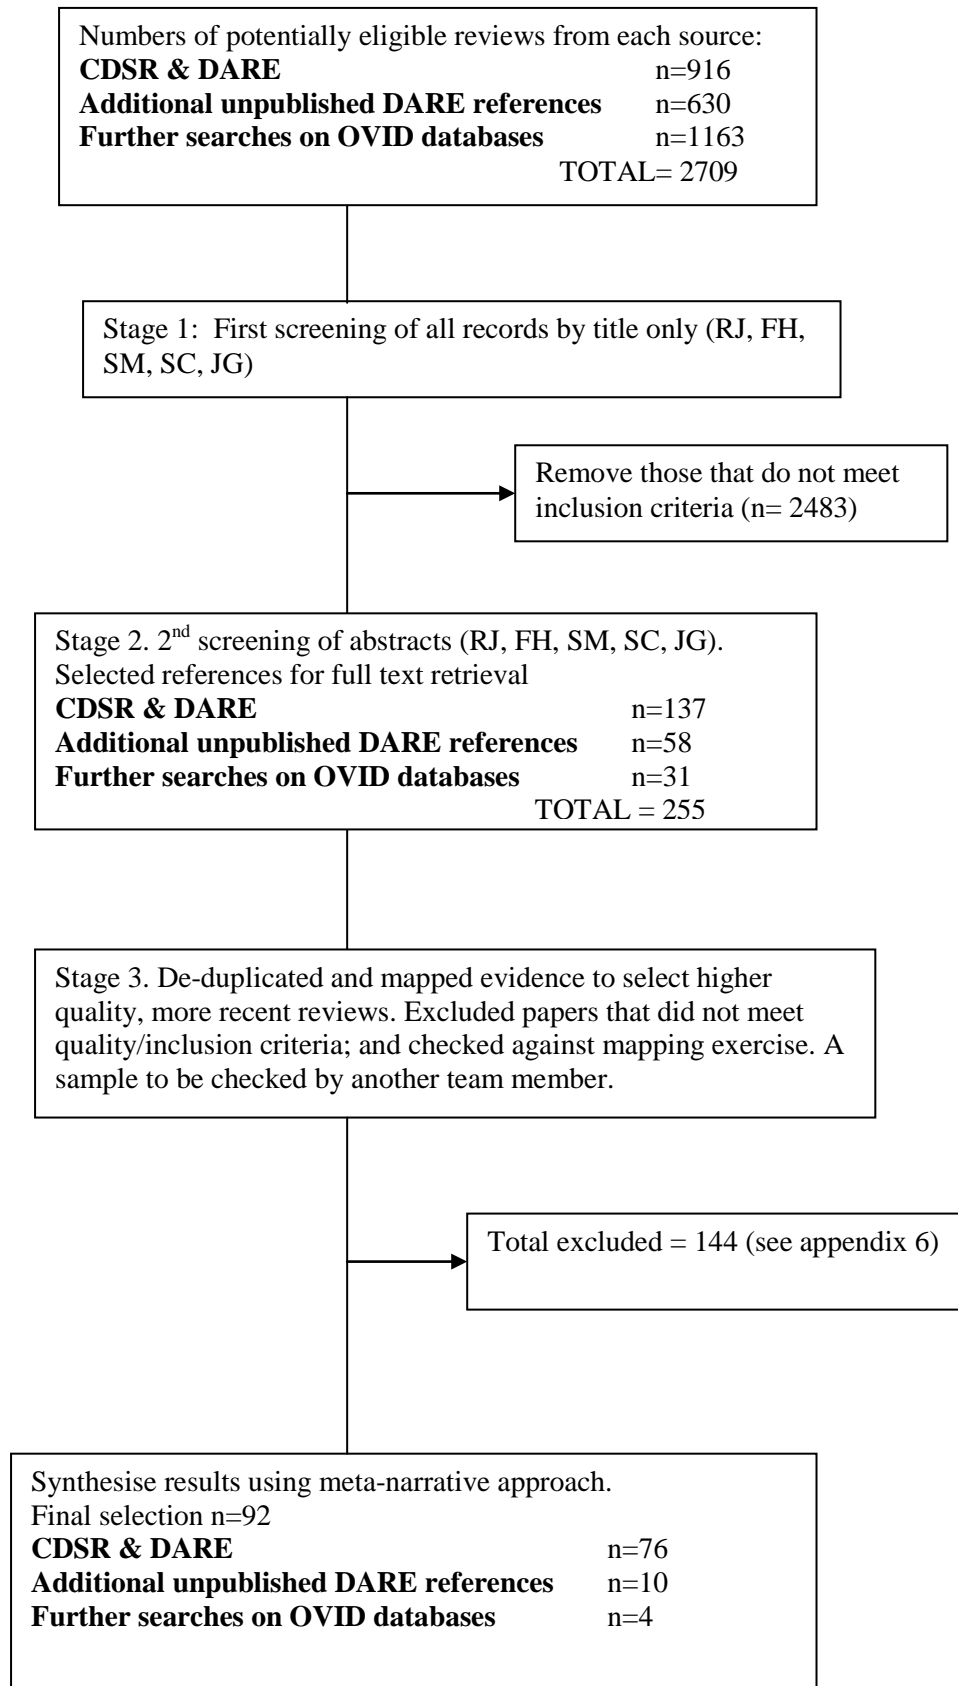 Numbers of potentially eligible reviews from each source:
CDSR & DARE n=916
Additional unpublished DARE references n=630
Further searches on OVID databases n=1163
TOTAL= 2709
Stage 1: First screening of all records by title only (RJ, FH,
SM, SC, JG)
Remove those that do not meet
inclusion criteria (n= 2483)
Stage 2. 2nd screening of abstracts (RJ, FH, SM, SC, JG).
Selected references for full text retrieval
CDSR & DARE n=137
Additional unpublished DARE references n=58
Further searches on OVID databases n=31
TOTAL = 255
Stage 3. De-duplicated and mapped evidence to select higher
quality, more recent reviews. Excluded papers that did not meet
quality/inclusion criteria; and checked against mapping exercise. A
sample to be checked by another team member.
Total excluded = 144 (see appendix 6)
Synthesise results using meta-narrative approach.
Final selection n=92
CDSR & DARE n=76
Additional unpublished DARE references n=10
Further searches on OVID databases n=4